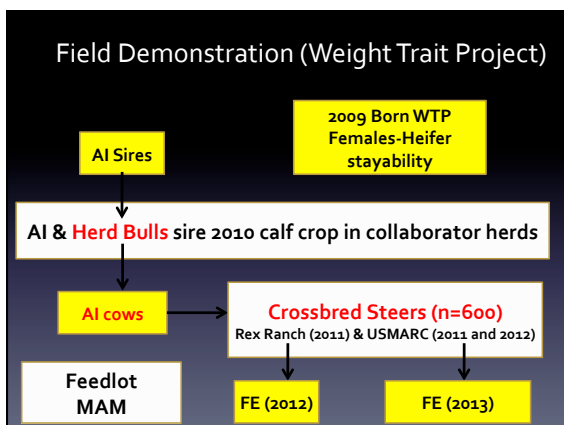 Field Demonstration (Weight Trait Project)
2009 Born WTP
Females-Heifer
stayability
AI Sires
AI & Herd Bulls sire 2010 calf crop in collaborator herds
AI cows
Crossbred Steers (n=600)
Rex Ranch (2011) & USMARC (2011 and 2012)
Feedlot
MAM
FE (2012)
FE (2013)